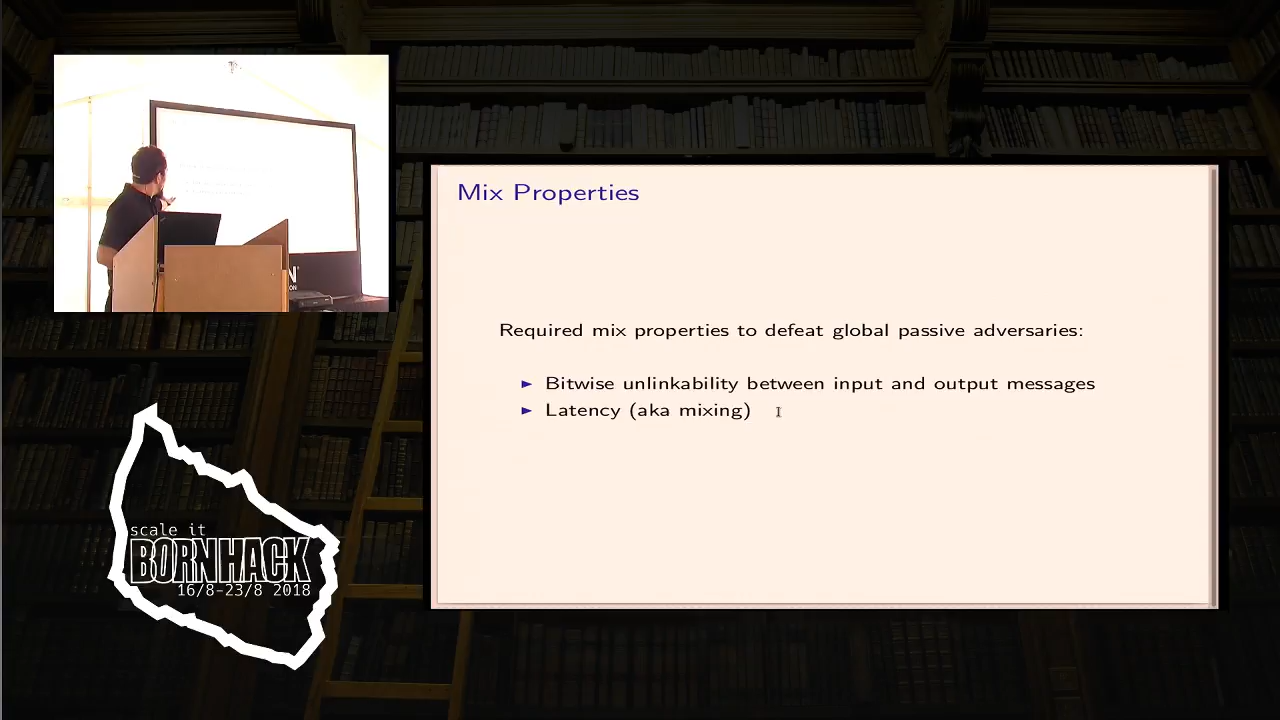 Mix Properties
Required mix properties to defeat global passive adversaries:
► Bitwise unlinkability between input and output messages
► Latency (aka mixing)
scale it
BORNHACK
16/8-23/8 2018